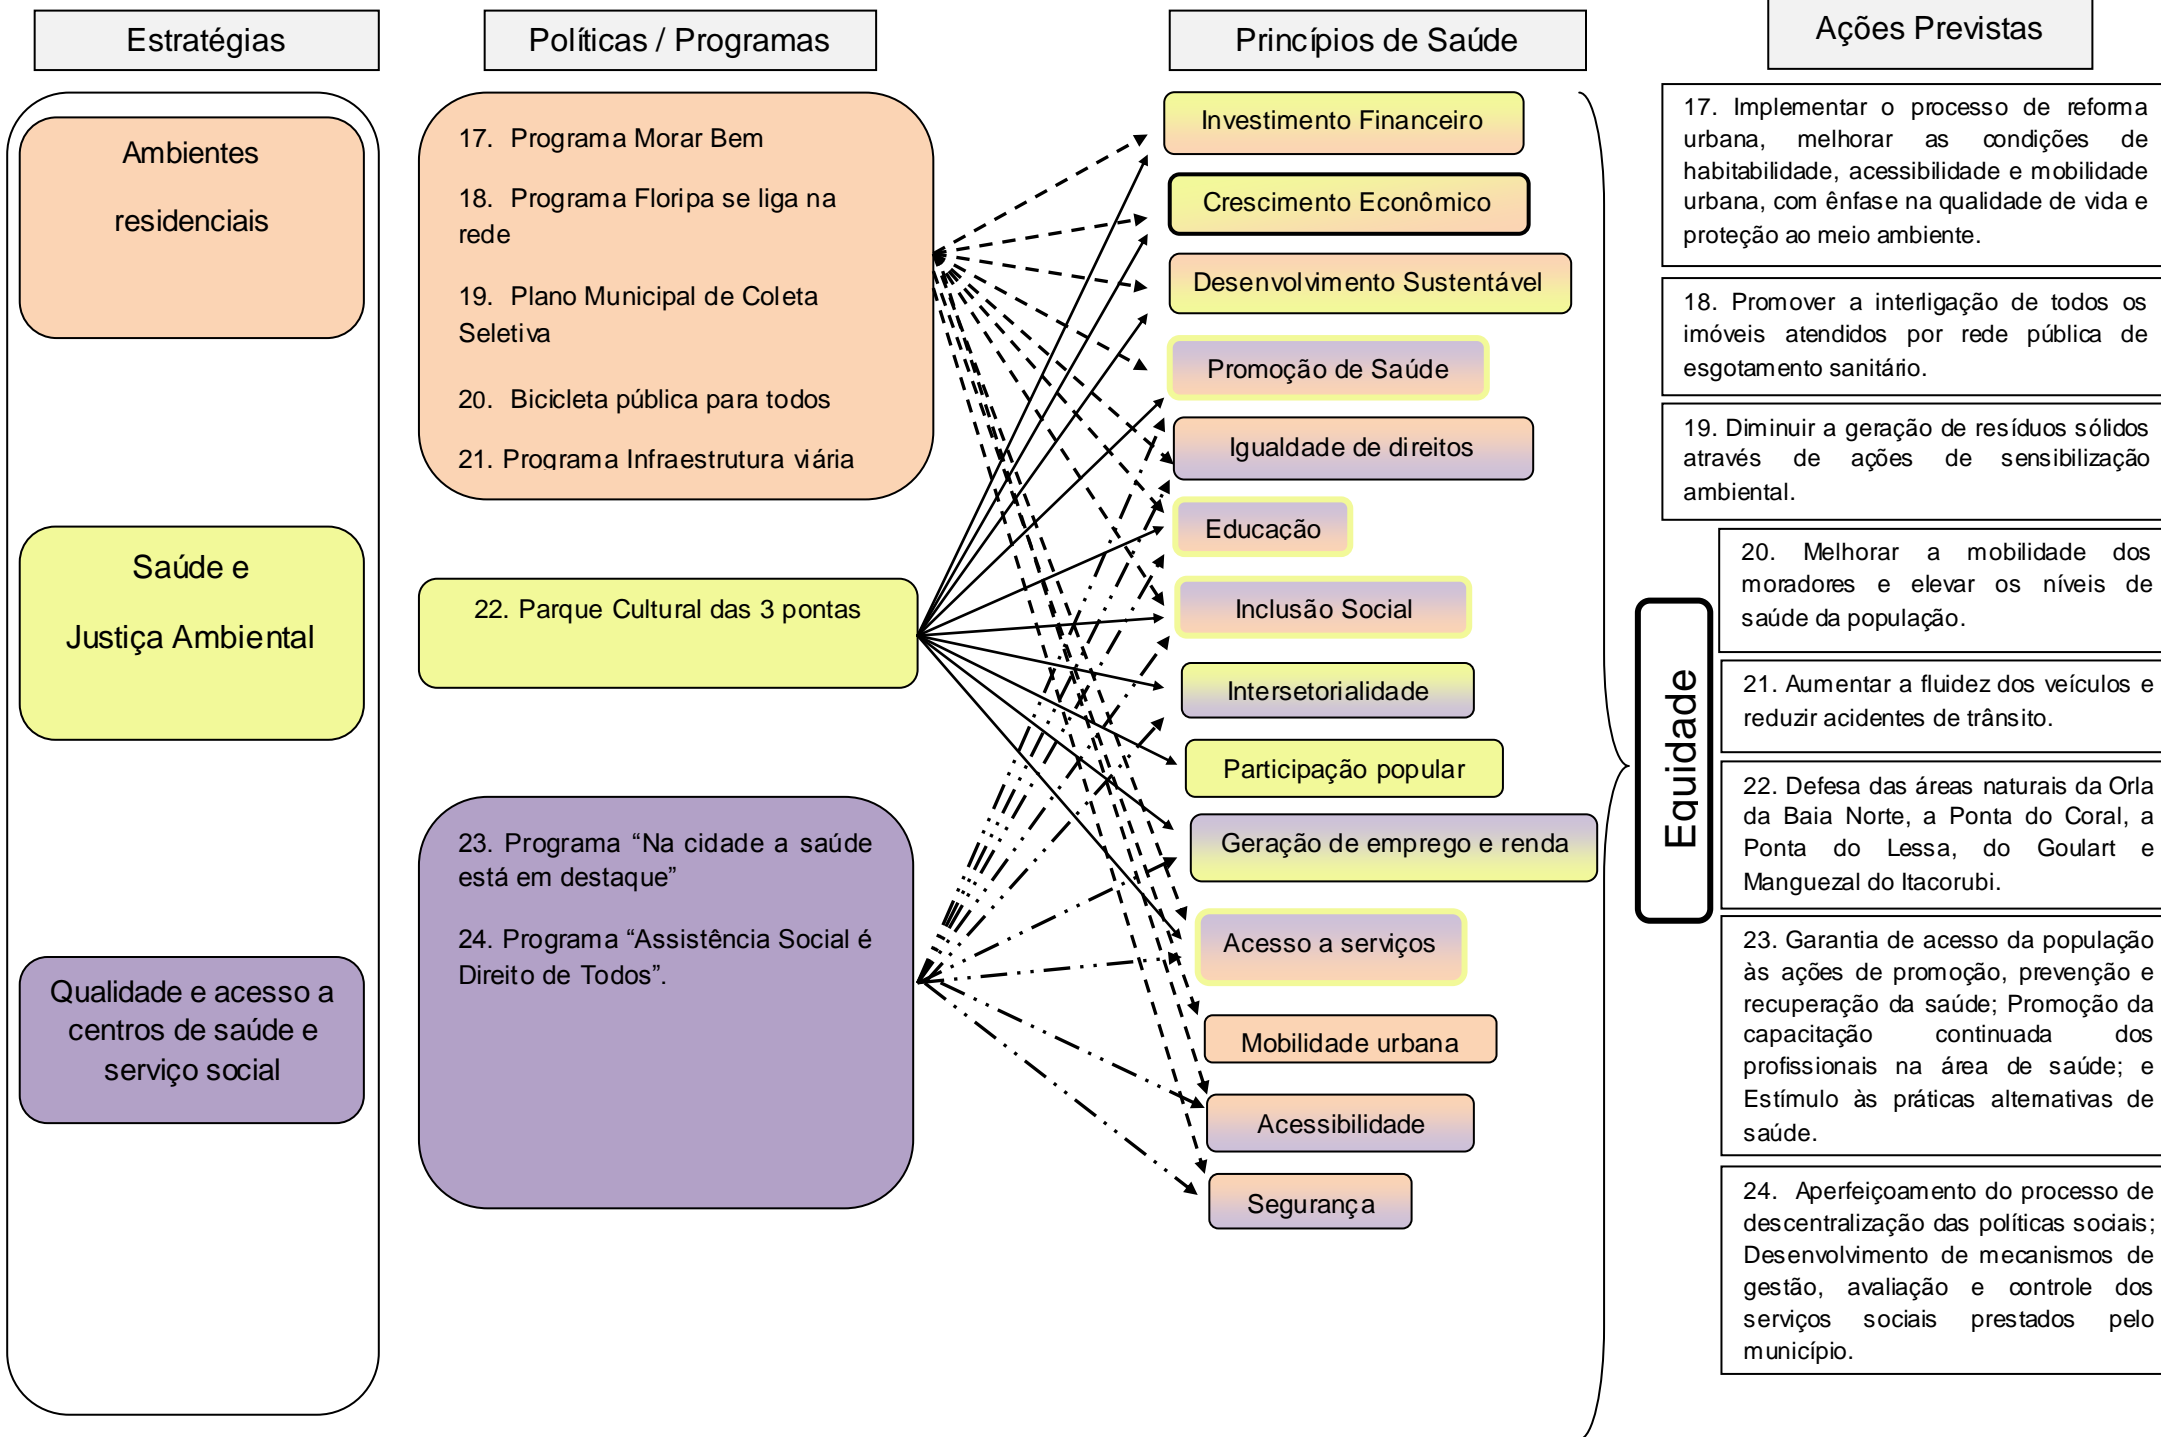 Estratégias
Políticas / Programas
Princípios de Saúde
Ações Previstas
Ambientes
residenciais
Saúde e
Justiça Ambiental
Qualidade e acesso a
centros de saúde e
serviço social
17. Programa Morar Bem
18. Programa Floripa se liga na
rede
19. Plano Municipal de Coleta
Seletiva
20. Bicicleta pública para todos
21. Programa Infraestrutura viária
22. Parque Cultural das 3 pontas
23. Programa “Na cidade a saúde
está em destaque”
24. Programa “Assistência Social é
Direito de Todos”.
Investimento Financeiro
Crescimento Econômico
Desenvolvimento Sustentável
Promoção de Saúde
Igualdade de direitos
Educação
Inclusão Social
Intersetorialidade
Participação popular
Geração de emprego e renda
Acesso a serviços
Mobilidade urbana
Acessibilidade
Segurança
Equidade
17. Implementar o processo de reforma
urbana, melhorar as condições de
habitabilidade, acessibilidade e mobilidade
urbana, com ênfase na qualidade de vida e
proteção ao meio ambiente.
18. Promover a interligação de todos os
imóveis atendidos por rede pública de
esgotamento sanitário.
19. Diminuir a geração de resíduos sólidos
através de ações de sensibilização
ambiental.
20. Melhorar a mobilidade dos
moradores e elevar os níveis de
saúde da população.
21. Aumentar a fluidez dos veículos e
reduzir acidentes de trânsito.
22. Defesa das áreas naturais da Orla
da Baia Norte, a Ponta do Coral, a
Ponta do Lessa, do Goulart e
Manguezal do Itacorubi.
23. Garantia de acesso da população
às ações de promoção, prevenção e
recuperação da saúde; Promoção da
capacitação continuada dos
profissionais na área de saúde; e
Estímulo às práticas alternativas de
saúde.
24. Aperfeiçoamento do processo de
descentralização das políticas sociais;
Desenvolvimento de mecanismos de
gestão, avaliação e controle dos
serviços sociais prestados pelo
município.